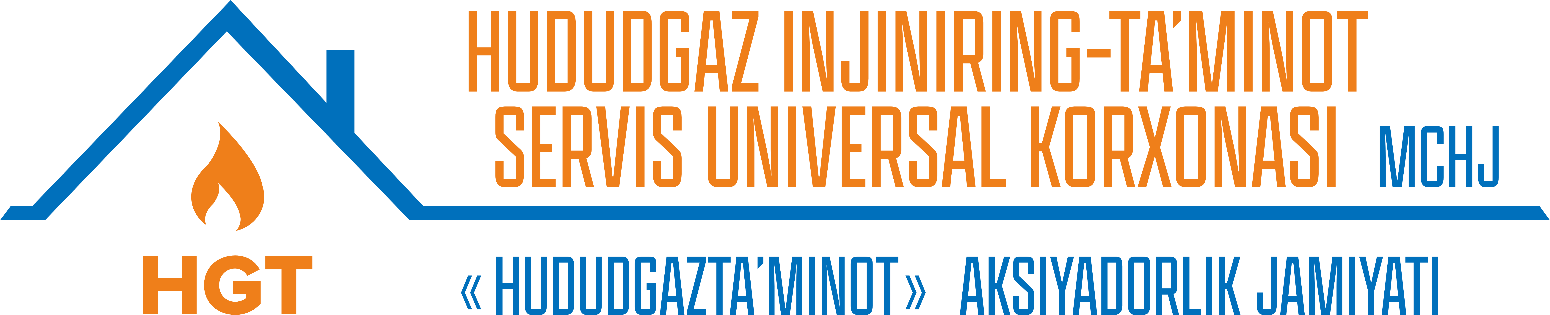 HUDUDGAZ INJINIRING-TA’MINOT
SERVIS UNIVERSAL KORXONASI MCHJ
HGT
«HUDUDGAZTA’MINOT» AKSIYADORLIK JAMIYATI